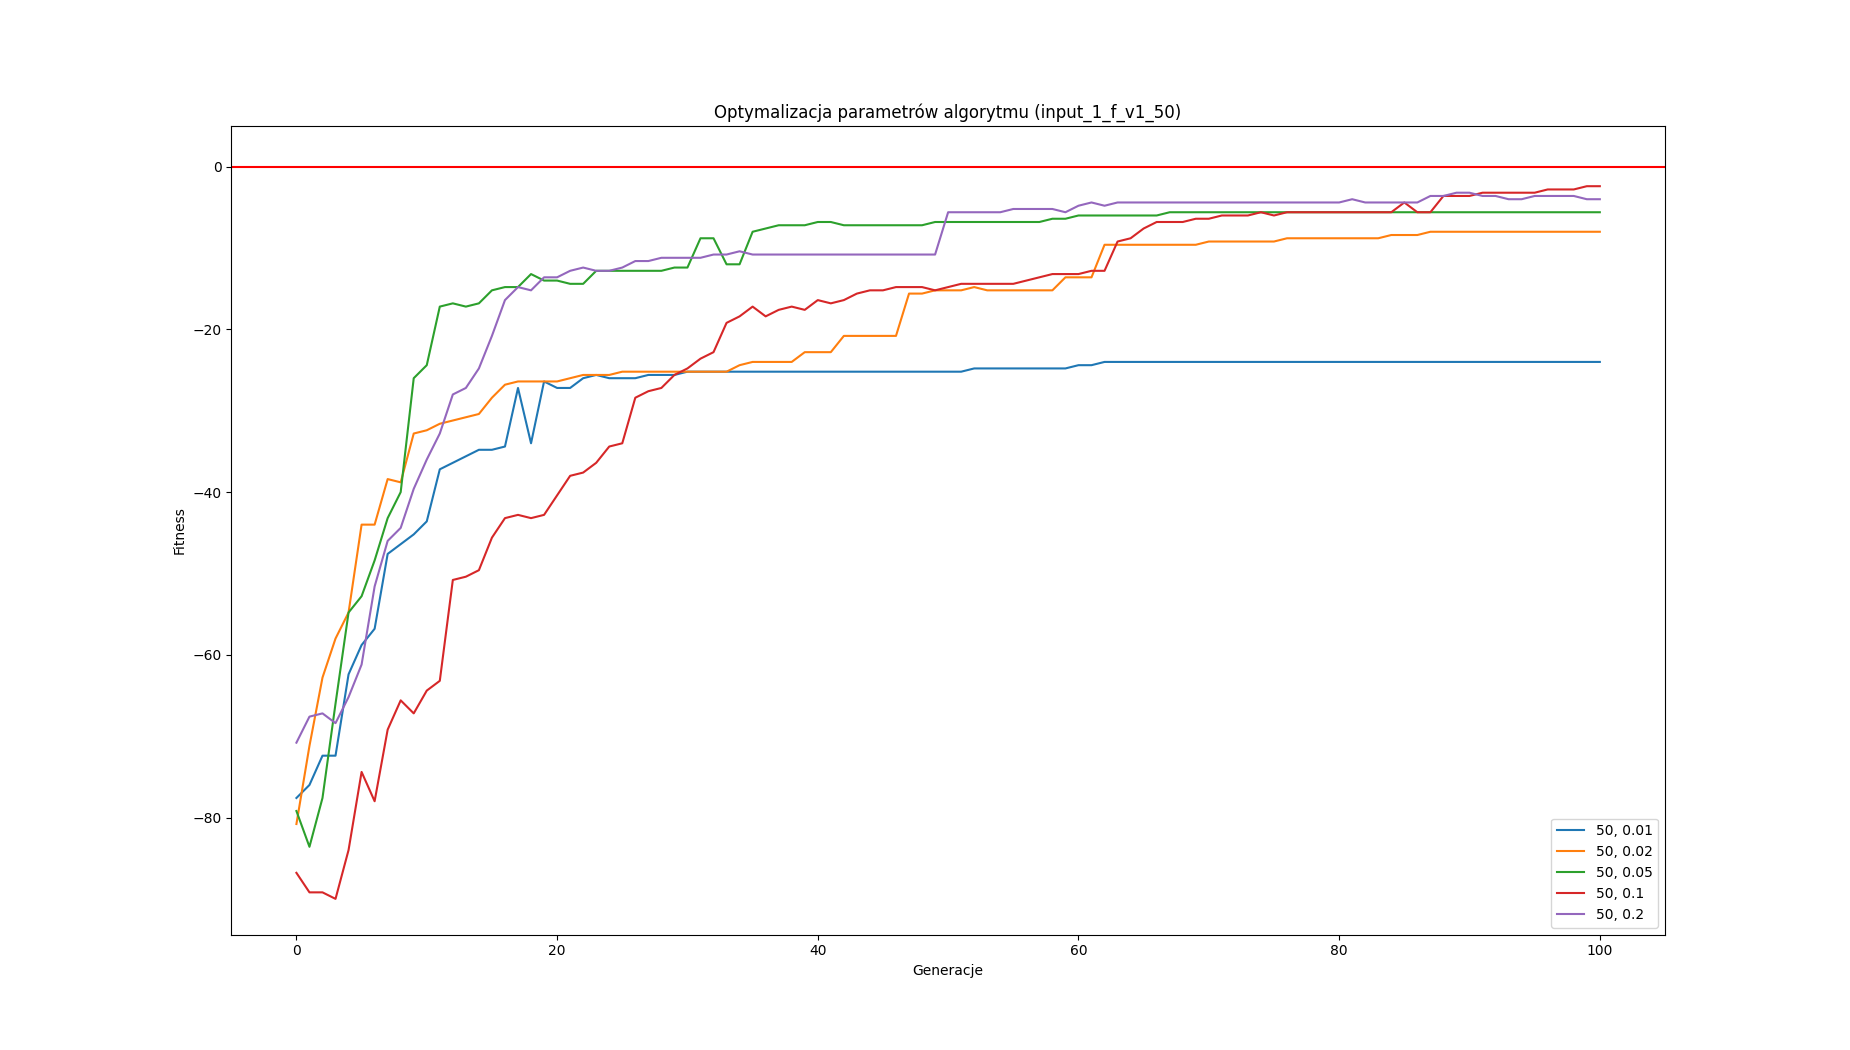 Optymalizacja parametrów algorytmu (input_1_f_v1_50)
0
−20
−40
−60
−80
Fitness
0 20 40 60 80 100
Generacje
50, 0.01
50, 0.02
50, 0.05
50, 0.1
50, 0.2